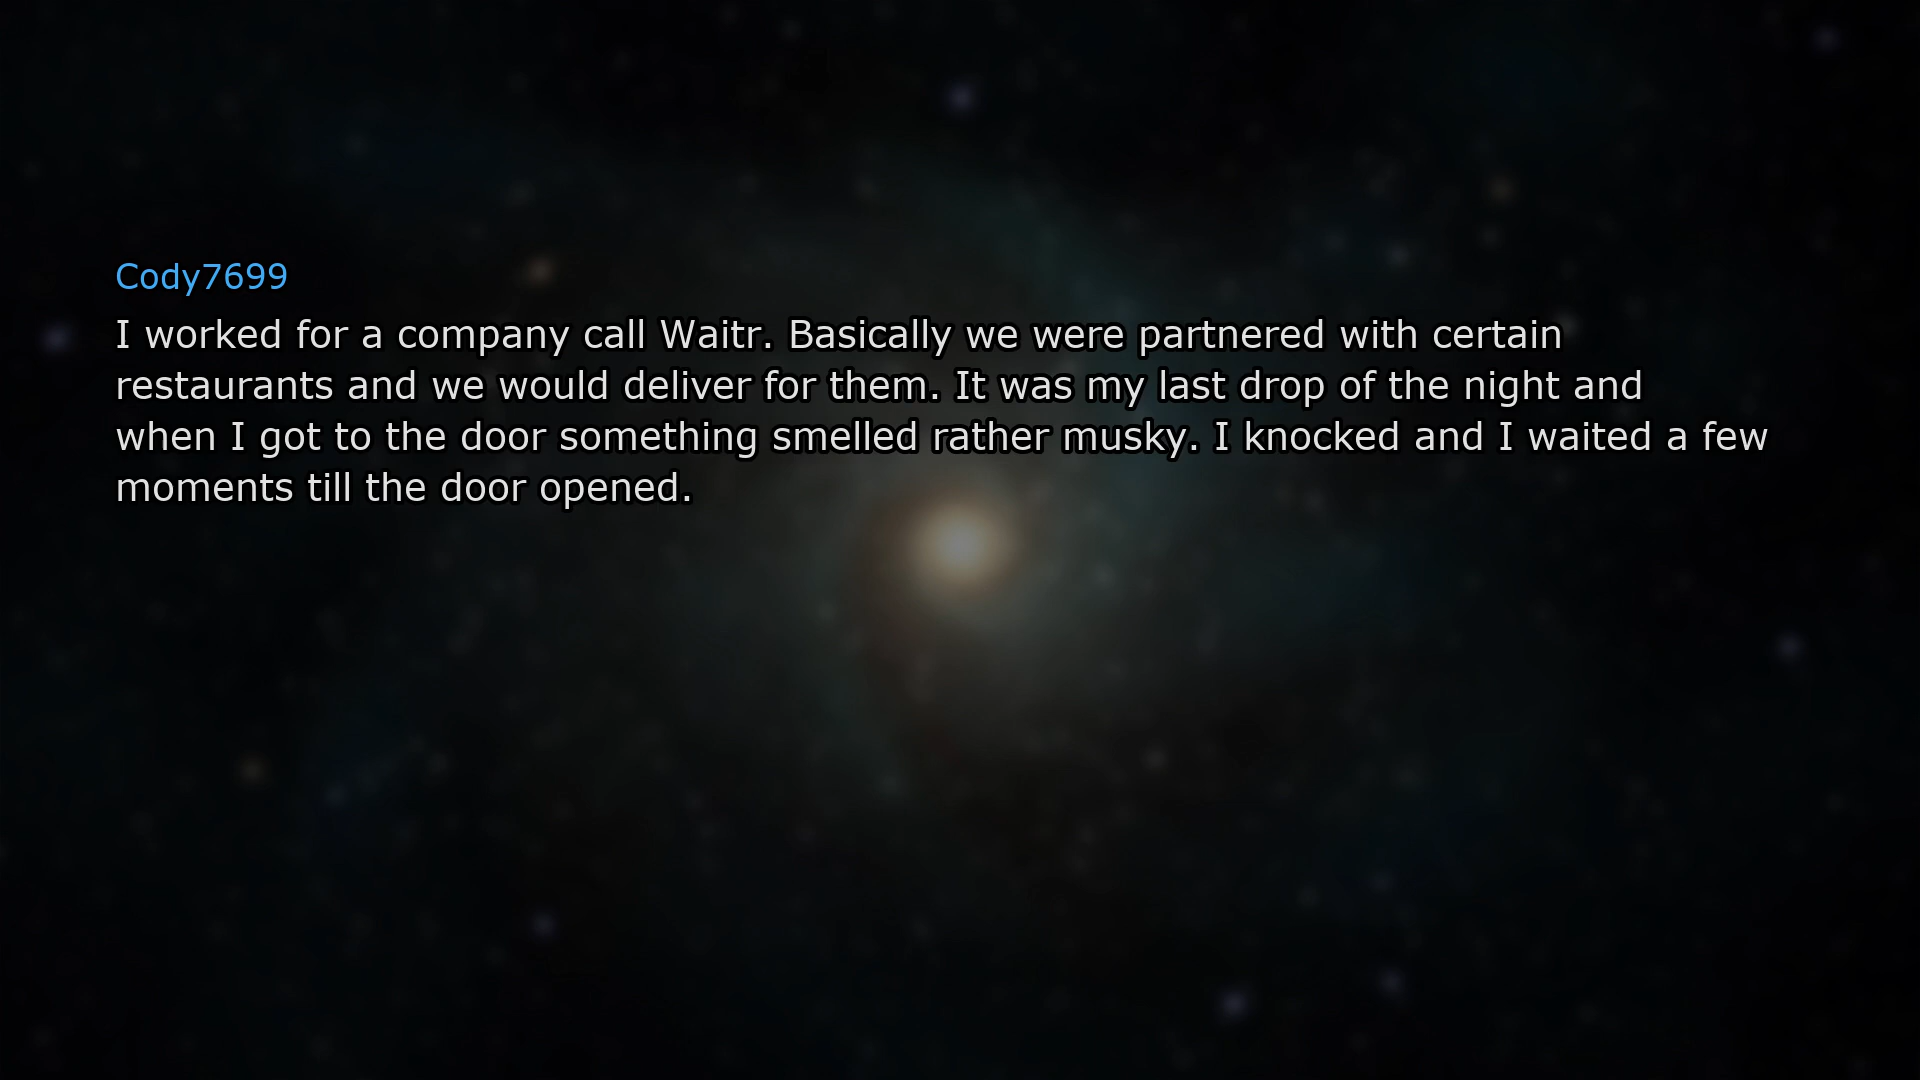 Cody7699
I worked for a company call Waitr. Basically we were partnered with certain
restaurants and we would deliver for them. It was my last drop of the night and
when I got to the door something smelled rather musky. I knocked and I waited a few
moments till the door opened.